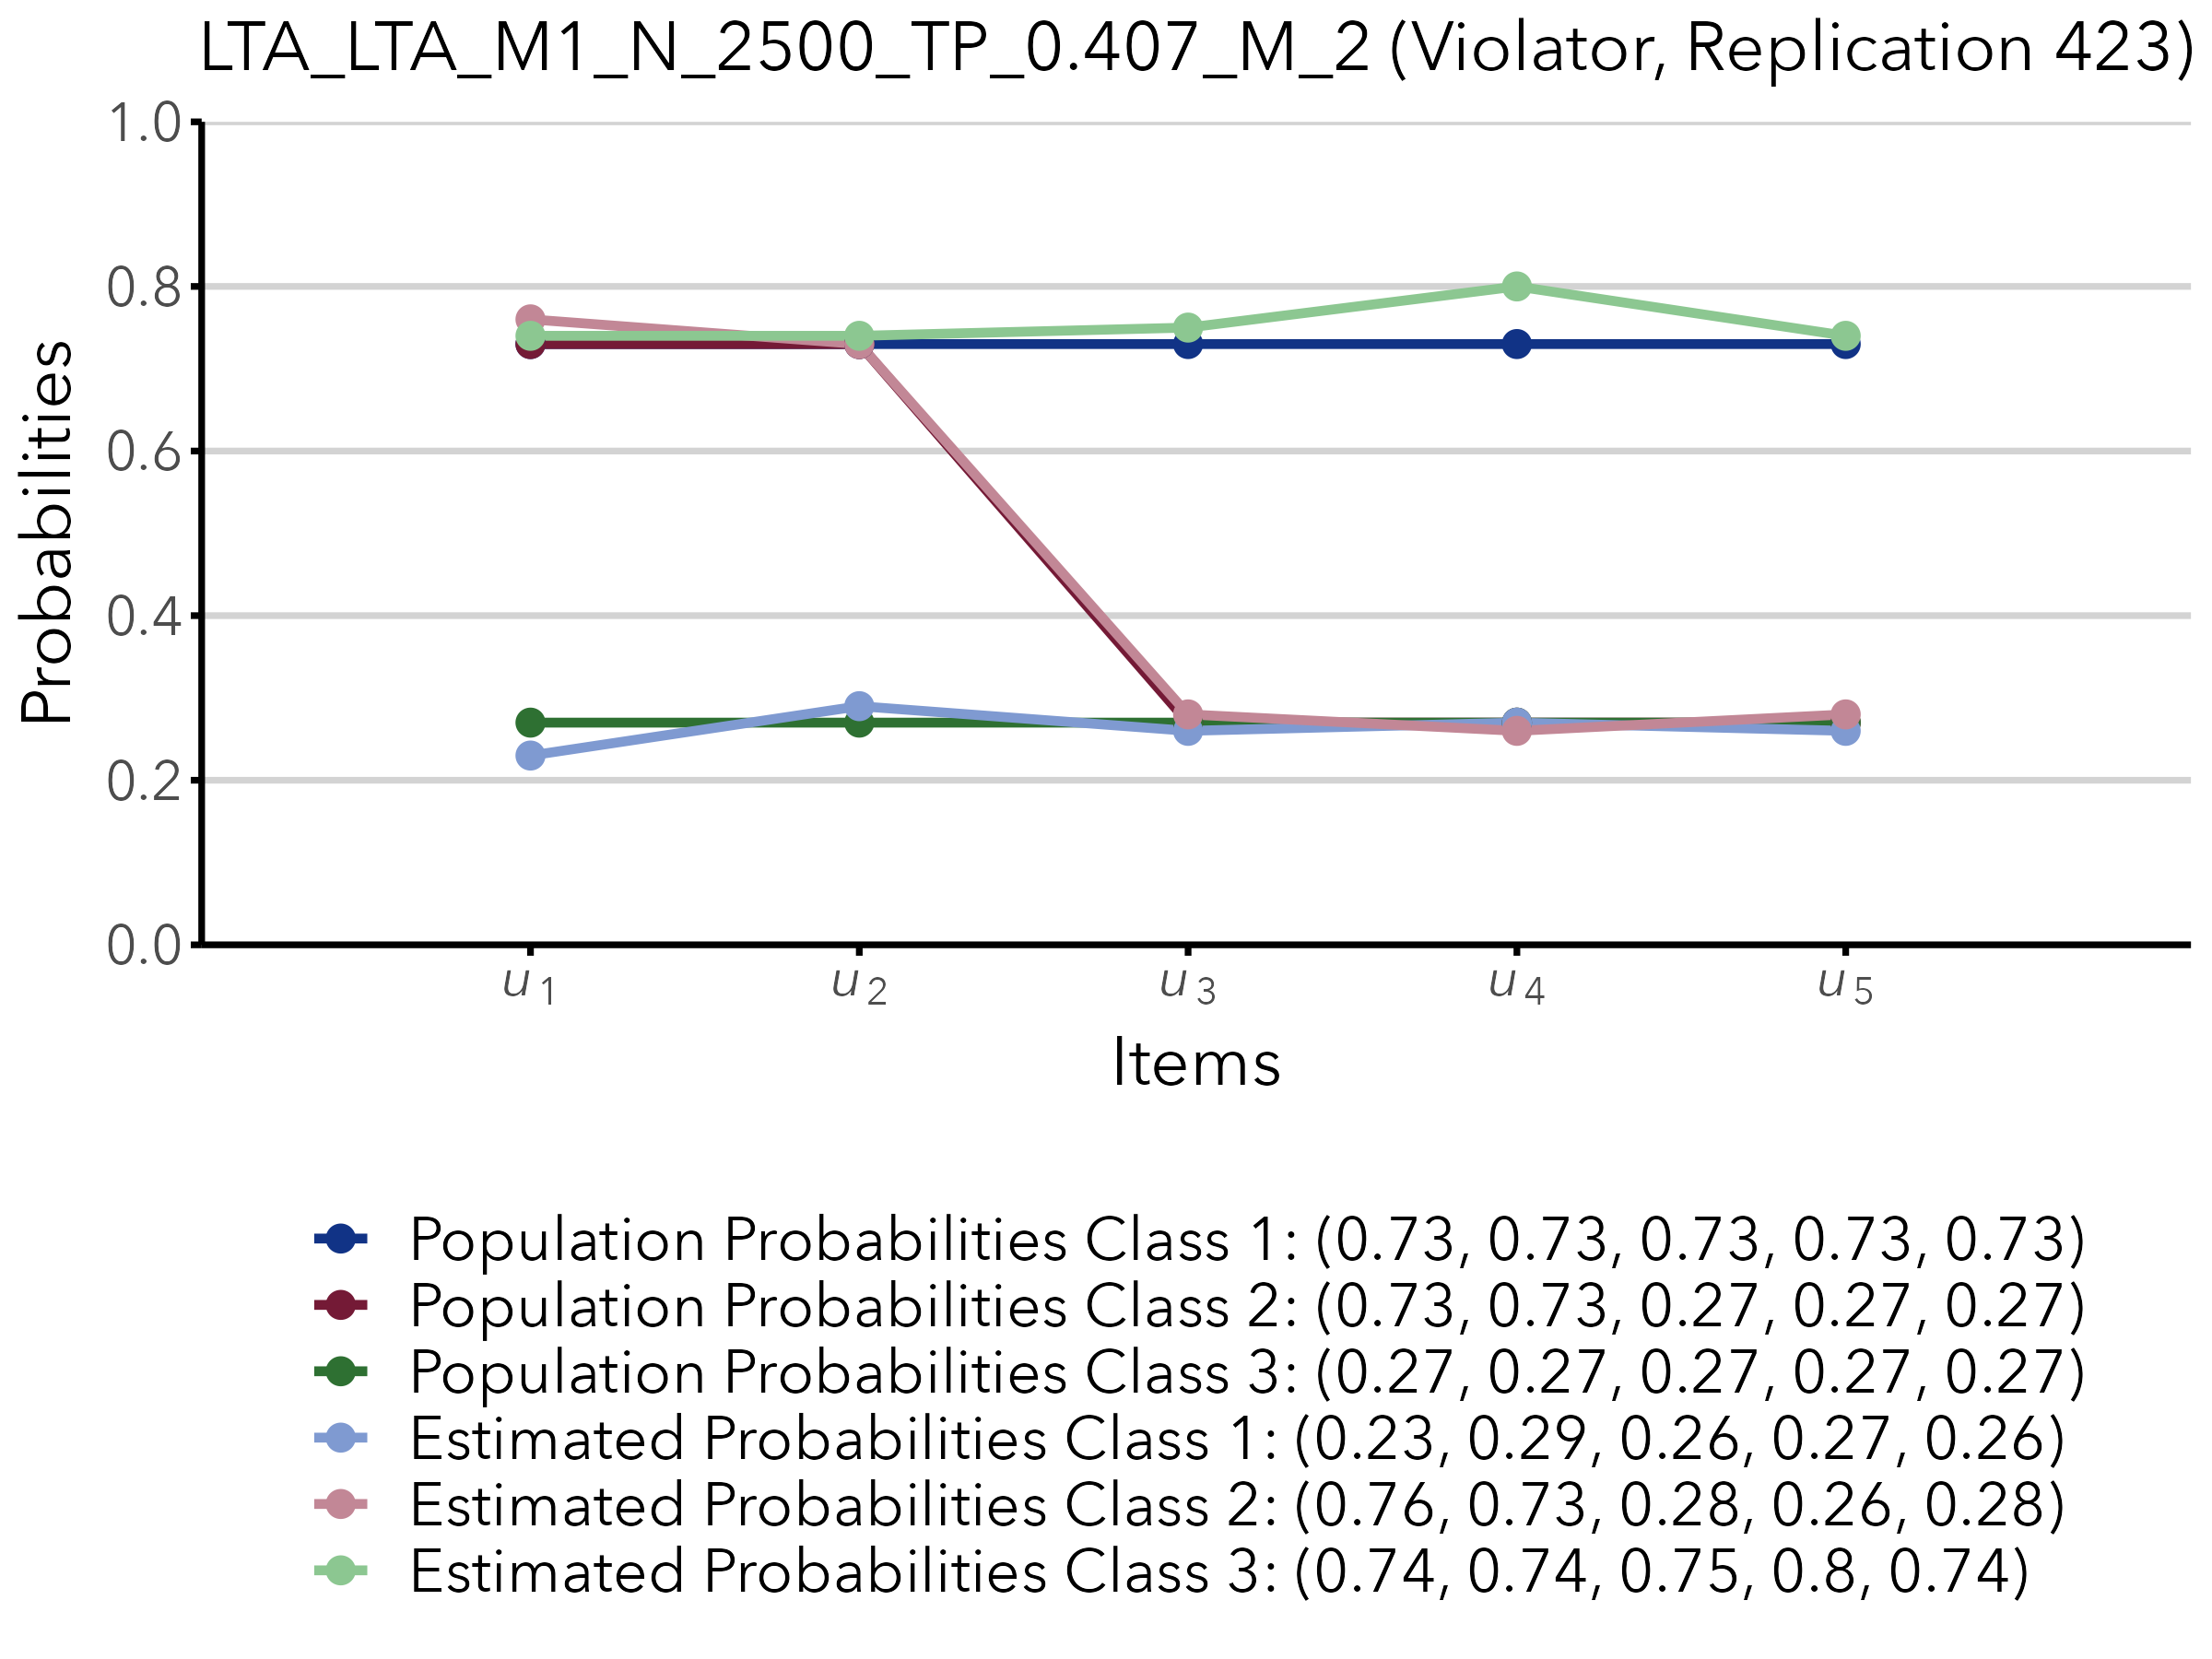 LTA_LTA_M1_N_2500_TP_0.407_M_2 (Violator, Replication 423)
1.0
0.8
0.6
0.4
0.2
0.0
Probabilities
u1 u2 u3 u4 u5
Items
Population Probabilities Class 1: (0.73, 0.73, 0.73, 0.73, 0.73)
Population Probabilities Class 2: (0.73, 0.73, 0.27, 0.27, 0.27)
Population Probabilities Class 3: (0.27, 0.27, 0.27, 0.27, 0.27)
Estimated Probabilities Class 1: (0.23, 0.29, 0.26, 0.27, 0.26)
Estimated Probabilities Class 2: (0.76, 0.73, 0.28, 0.26, 0.28)
Estimated Probabilities Class 3: (0.74, 0.74, 0.75, 0.8, 0.74)